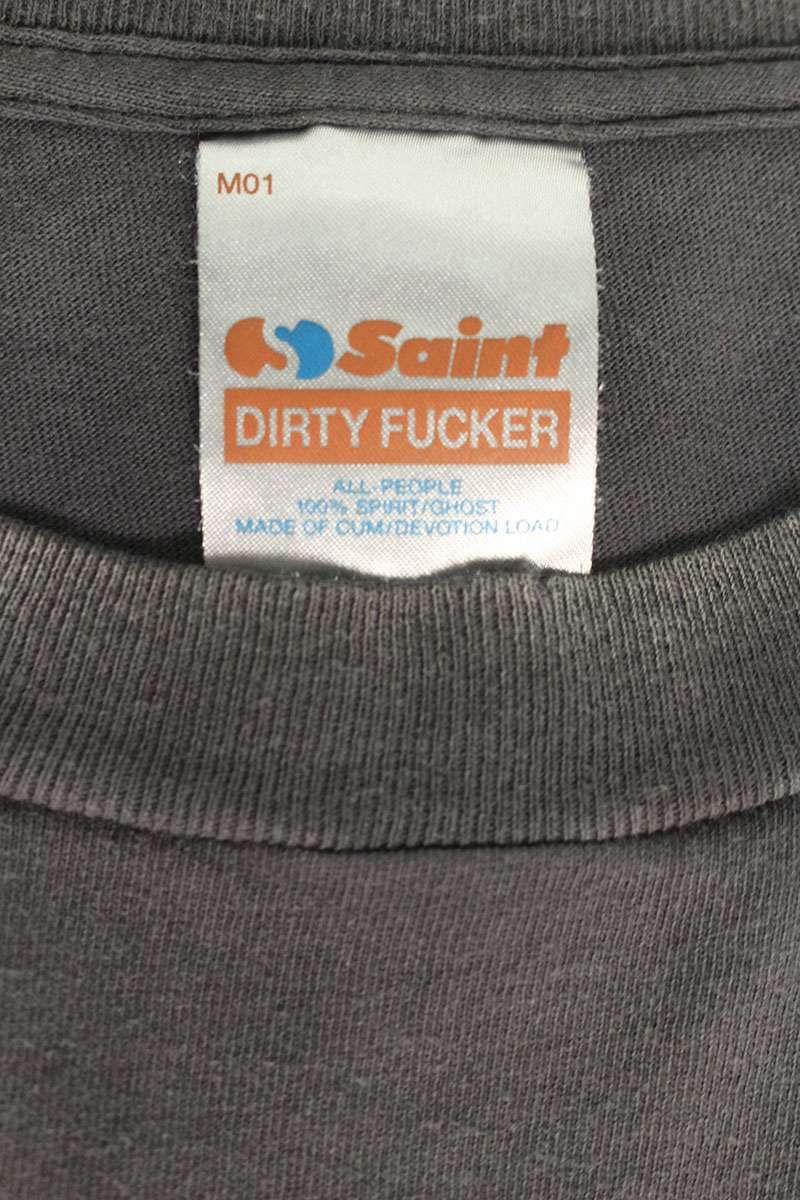 M01
Saint
DIRTY FUCKER
ALL-PEOPLE
100% SPIRIT/GHOST
MADE OF CUM/DEVOTION LOAD